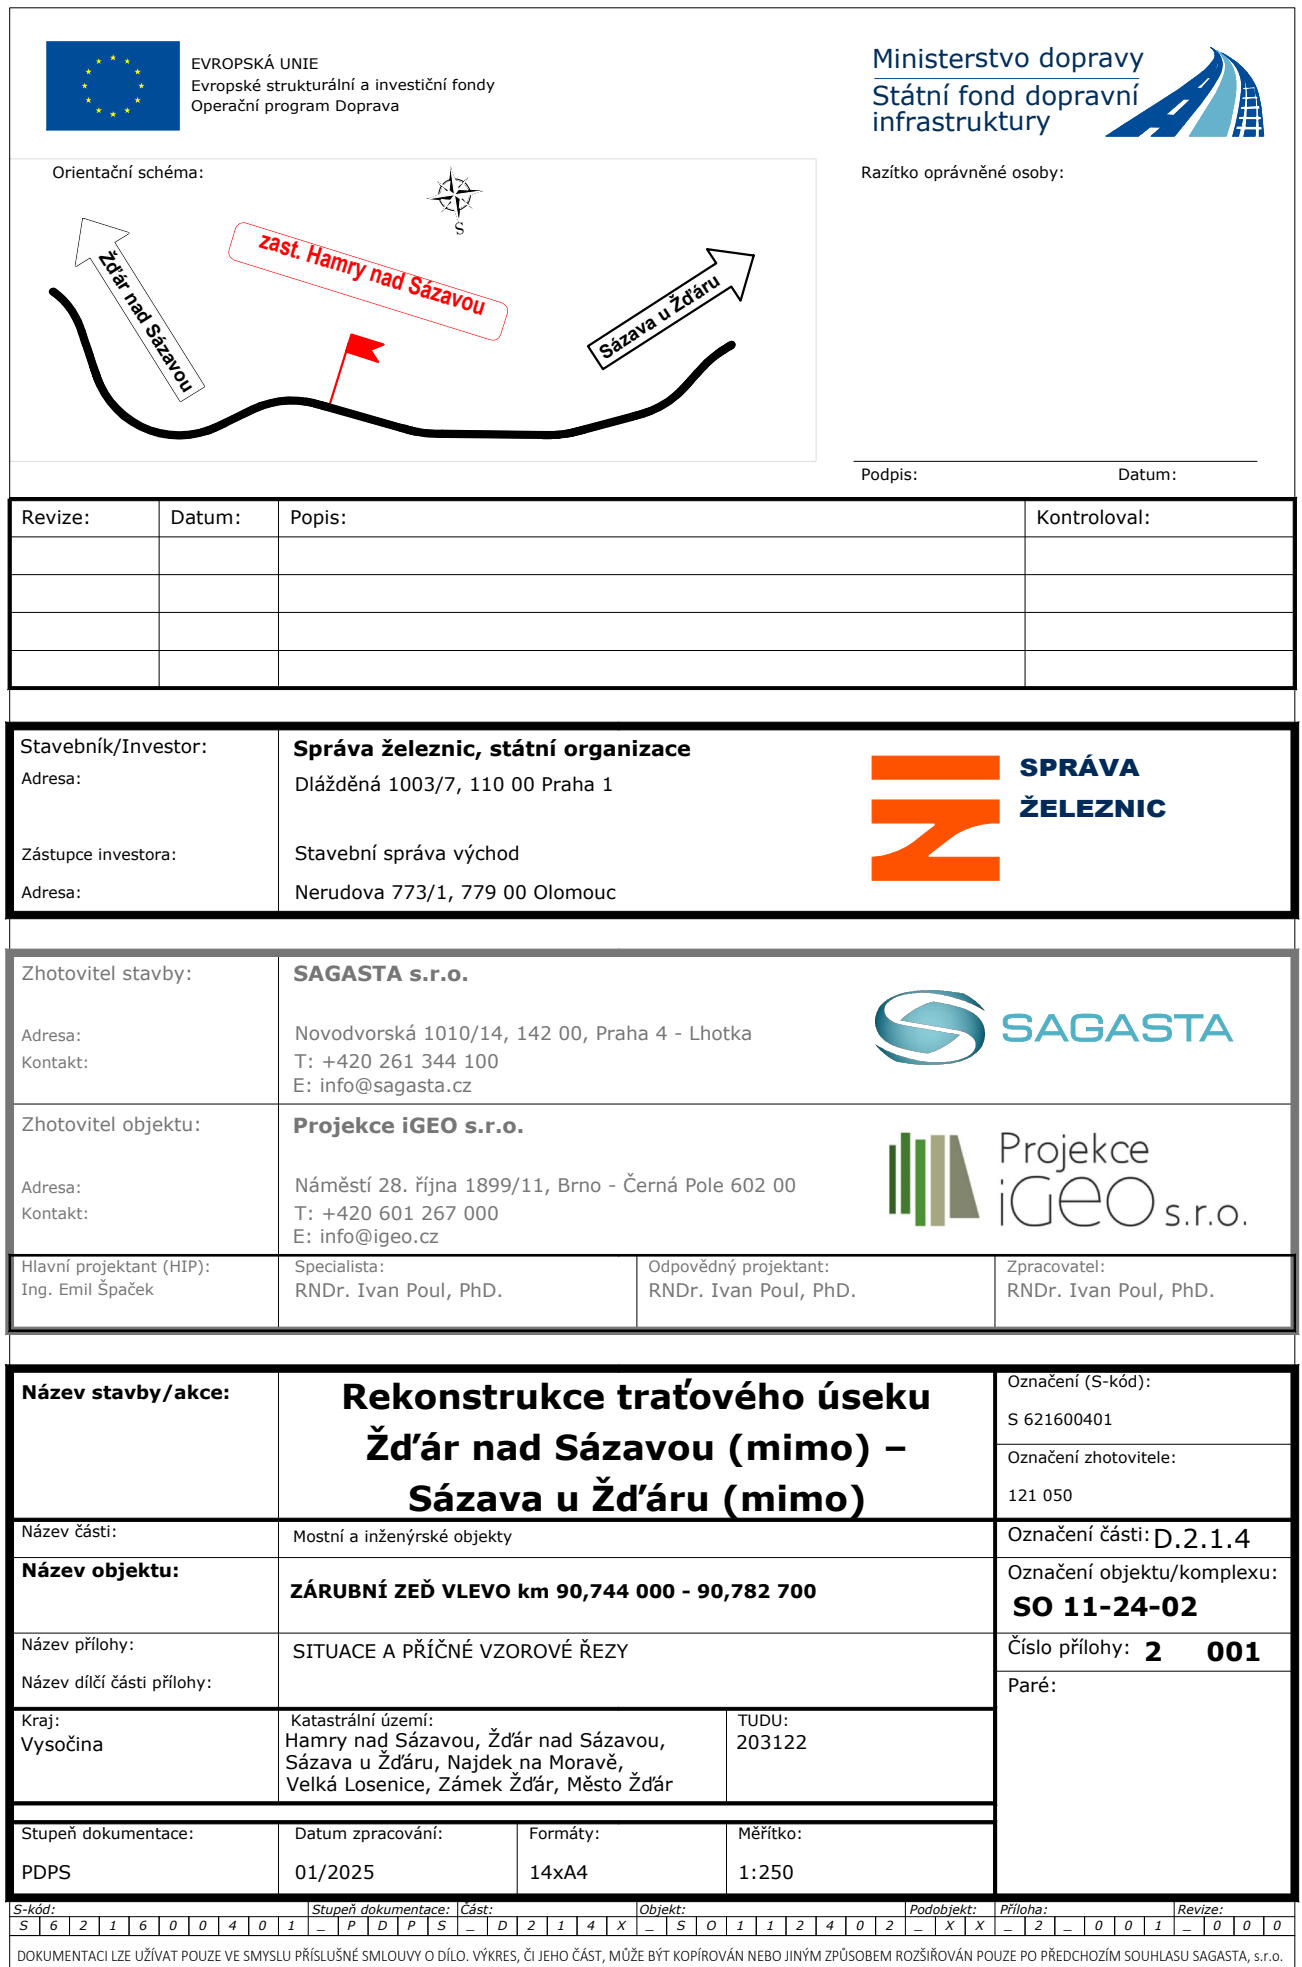 EVROPSKÁ UNIE
Evropské strukturální a investiční fondy
Operační program Doprava
Ministerstvo dopravy
Státní fond dopravní
infrastruktury
Orientační schéma:
Razítko oprávněné osoby:
S
Žďár nad Sázavou
zast. Hamry nad Sázavou
Sázava u Žďáru
Podpis: Datum:
Revize: Datum: Popis: Kontroloval:
Stavebník/Investor: Správa železnic, státní organizace
Adresa: Dlážděná 1003/7, 110 00 Praha 1
SPRÁVA
ŽELEZNIC
Zástupce investora: Stavební správa východ
Adresa: Nerudova 773/1, 779 00 Olomouc
Zhotovitel stavby: SAGASTA s.r.o.
SAGASTA
Adresa: Novodvorská 1010/14, 142 00, Praha 4 - Lhotka
Kontakt: T: +420 261 344 100
E: info@sagasta.cz
Zhotovitel objektu: Projekce iGEO s.r.o.
Projekce
iGEO s.r.o.
Adresa: Náměstí 28. října 1899/11, Brno - Černá Pole 602 00
Kontakt: T: +420 601 267 000
E: info@igeo.cz
Hlavní projektant (HIP): Specialista: Odpovědný projektant: Zpracovatel:
Ing. Emil Špaček RNDr. Ivan Poul, PhD. RNDr. Ivan Poul, PhD. RNDr. Ivan Poul, PhD.
Název stavby/akce: Rekonstrukce traťového úseku
Žďár nad Sázavou (mimo) –
Sázava u Žďáru (mimo)
Označení (S-kód):
S 621600401
Označení zhotovitele:
121 050
Název části: Mostní a inženýrské objekty
Označení části: D.2.1.4
Název objektu: ZÁRUBNÍ ZEĎ VLEVO km 90,744 000 - 90,782 700
Označení objektu/komplexu:
SO 11-24-02
Název přílohy: SITUACE A PŘÍČNÉ VZOROVÉ ŘEZY
Číslo přílohy: 2 001
Název dílčí části přílohy:
Paré:
Kraj: Katastrální území: TUDU:
Vysočina Hamry nad Sázavou, Žďár nad Sázavou, 203122
Sázava u Žďáru, Najdek na Moravě,
Velká Losenice, Zámek Žďár, Město Žďár
Stupeň dokumentace: Datum zpracování: Formáty: Měřítko:
PDPS 01/2025 14xA4 1:250
S-kód: Stupeň dokumentace: Část: Objekt: Podobjekt: Příloha: Revize:
S 6 2 1 6 0 0 4 0 1 _ P D P S _ D 2 1 4 X _ S O 1 1 2 4 0 2 _ X X _ 2 _ 0 0 1 _ 0 0 0
DOKUMENTACI LZE UŽÍVAT POUZE VE SMYSLU PŘÍSLUŠNÉ SMLOUVY O DÍLO. VÝKRES, ČI JEHO ČÁST, MŮŽE BÝT KOPÍROVÁN NEBO JINÝM ZPŮSOBEM ROZŠIŘOVÁN POUZE PO PŘEDCHOZÍM SOUHLASU SAGASTA, s.r.o.